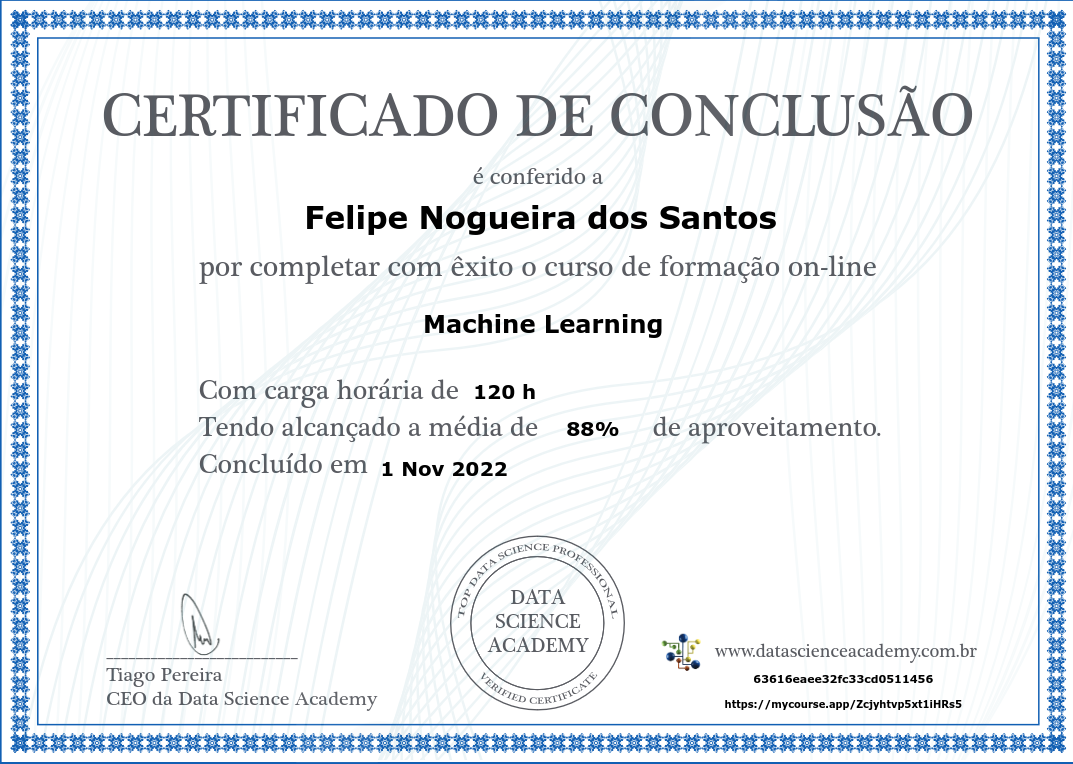 CERTIFICADO DE CONCLUSÃO
é conferido a
Felipe Nogueira dos Santos
por completar com êxito o curso de formação on-line
Machine Learning
Com carga horária de 120 h
Tendo alcançado a média de 88% de aproveitamento.
Concluído em 1 Nov 2022
TOP DATA SCIENCE PROFESSIONAL
DATA
SCIENCE
ACADEMY
VERIFIED CERTIFICATE
Tiago Pereira
CEO da Data Science Academy
www.datascienceacademy.com.br
63616eaee32fc33cd0511456
https://mycourse.app/Zcjyhtvp5xt1iHRs5